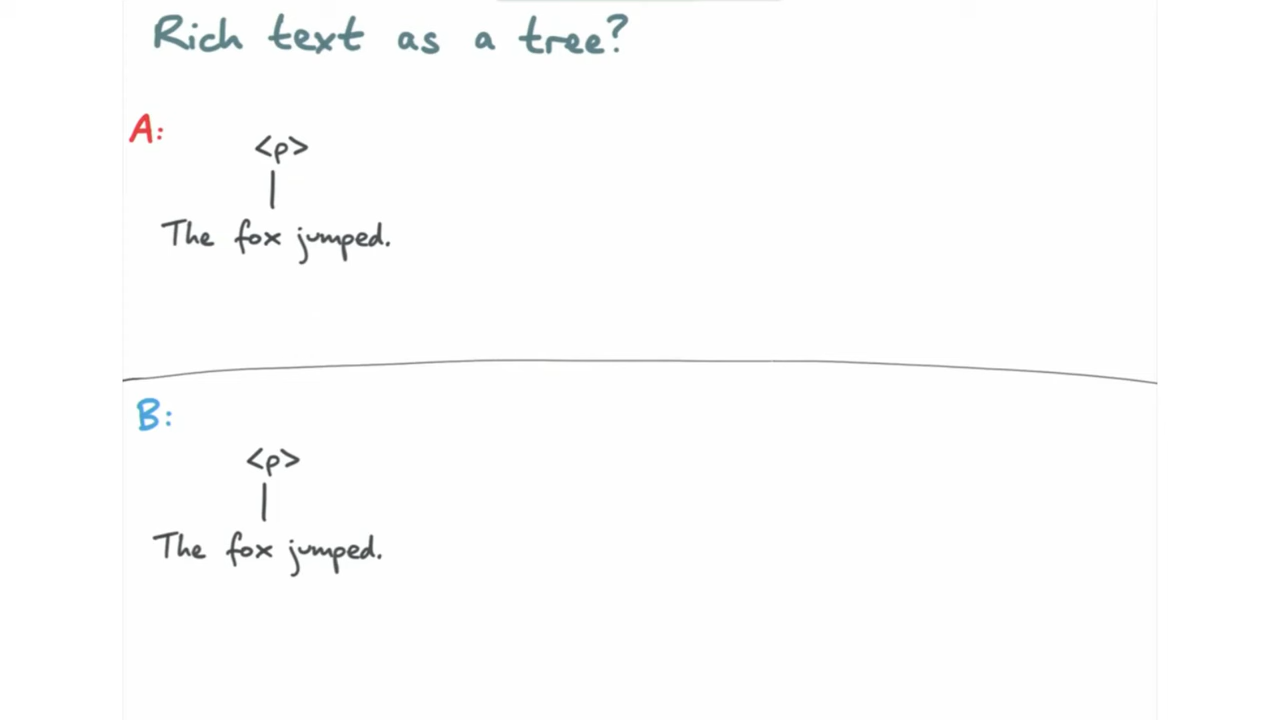 Rich text as a tree?
A:
<p>
The fox jumped.
B:
<p>
The fox jumped.